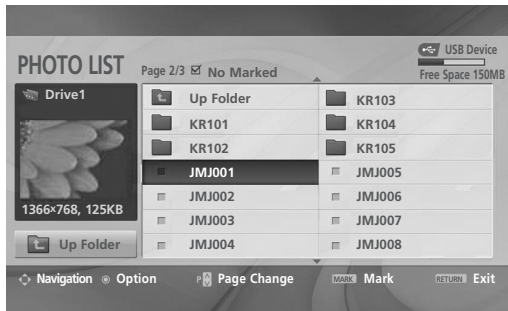 USB Device
PHOTO LIST Page 2/3 No Marked Free Space 150MB
Drive1
Up Folder KR103
KR101 KR104
KR102 KR105
JMJ001 JMJ005
JMJ002 JMJ006
1366×768, 125KB
JMJ003 JMJ007
Up Folder JMJ004 JMJ008
Navigation Option P Page Change MARK Mark RETURN Exit